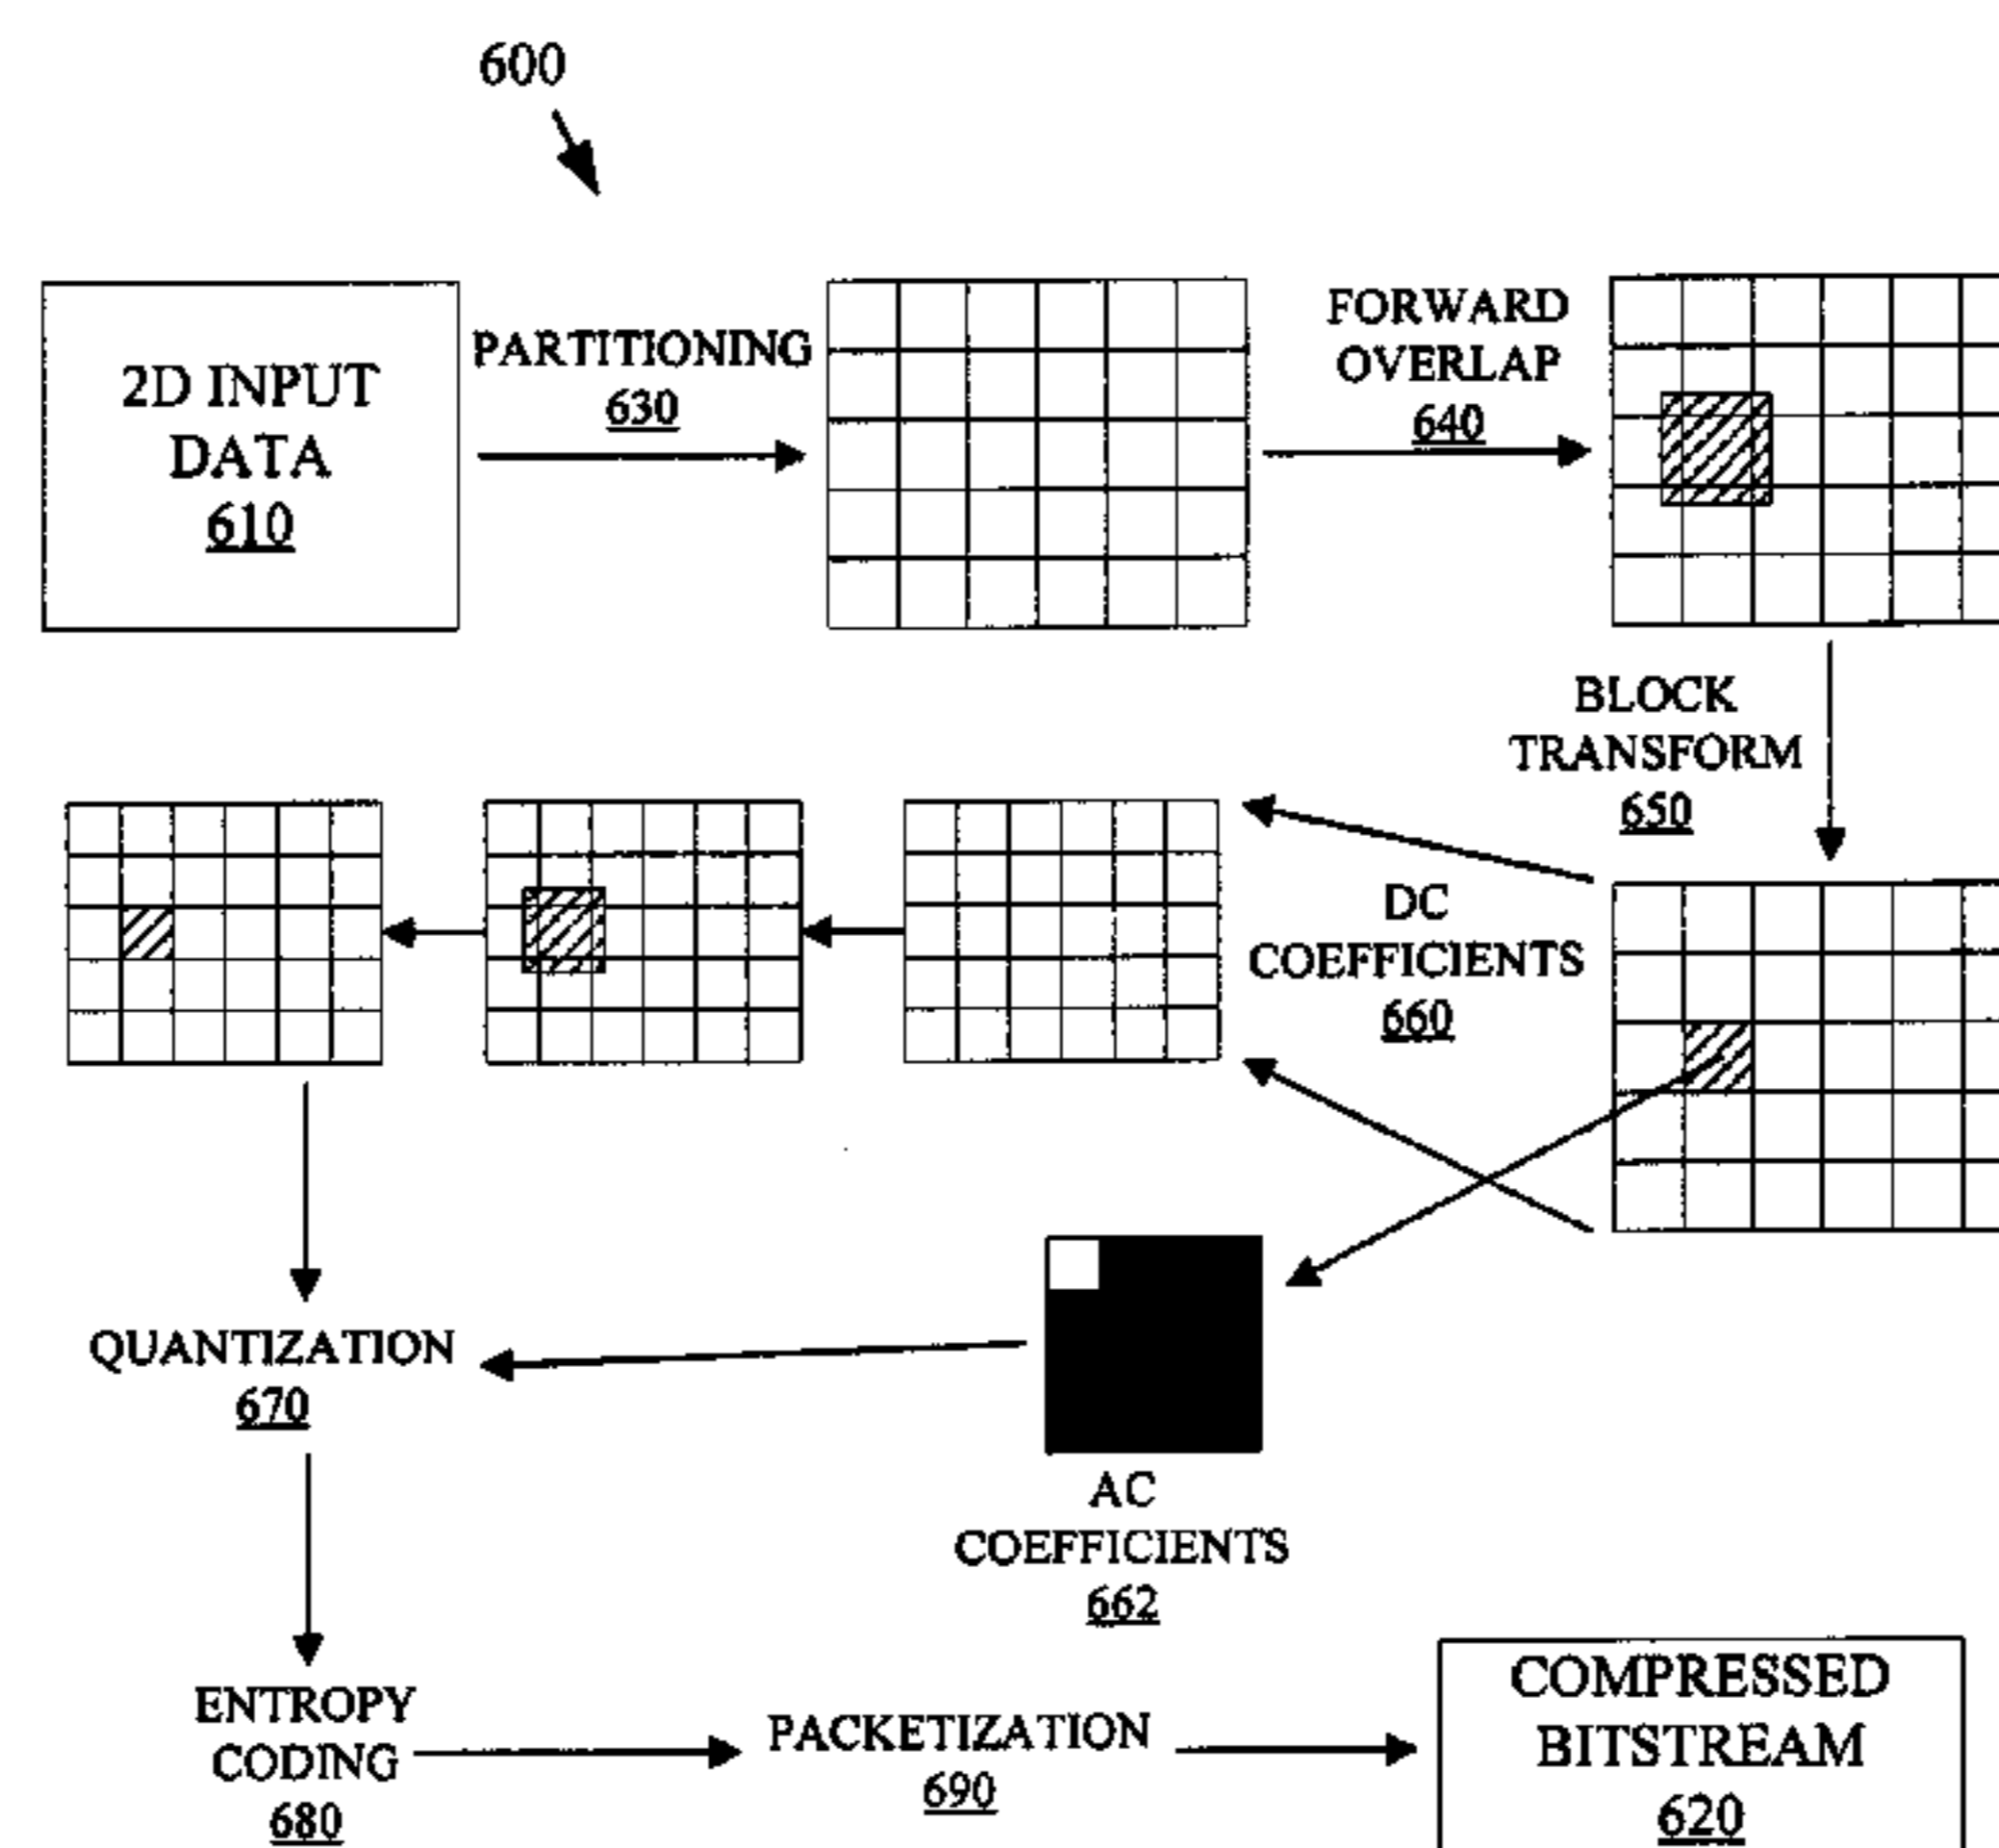 600
2D INPUT
DATA
610
PARTITIONING
630
FORWARD
OVERLAP
640
BLOCK
TRANSFORM
650
DC
COEFFICIENTS
660
QUANTIZATION
670
AC
COEFFICIENTS
662
ENTROPY
CODING
680
PACKETIZATION
690
COMPRESSED
BITSTREAM
620